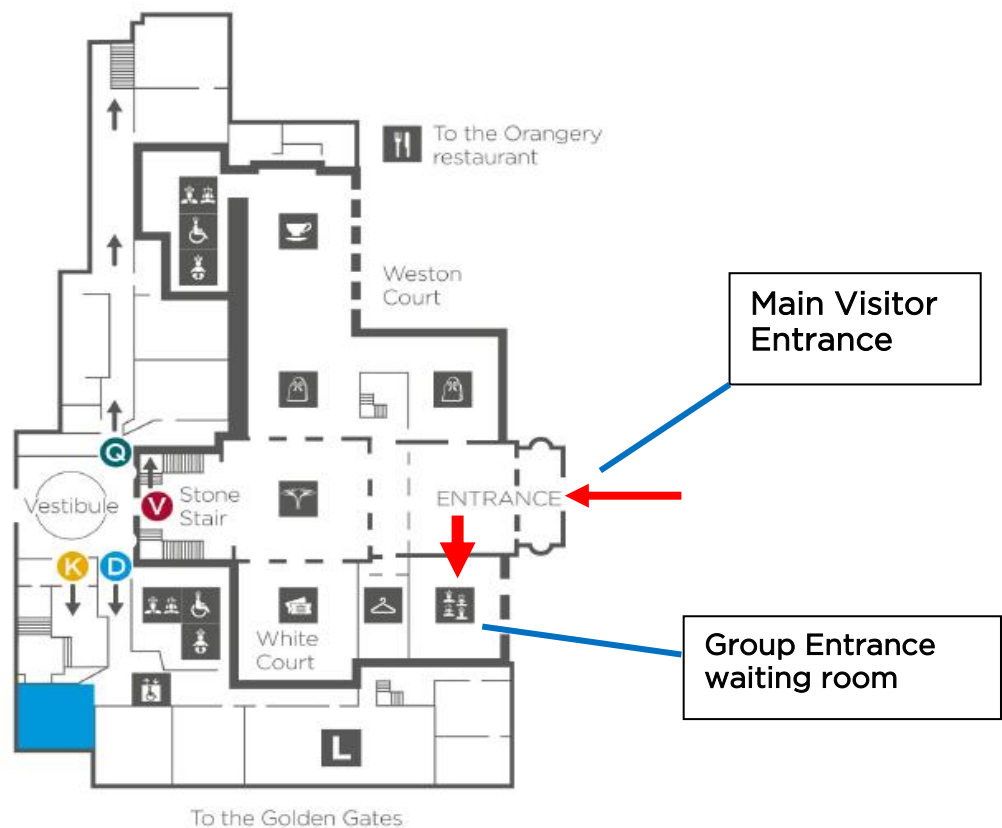 To the Orangery
restaurant
Weston
Court
Main Visitor
Entrance
Q
Vestibule
V
Stone
Stair
ENTRANCE
K
D
White
Court
Group Entrance
waiting room
L
To the Golden Gates